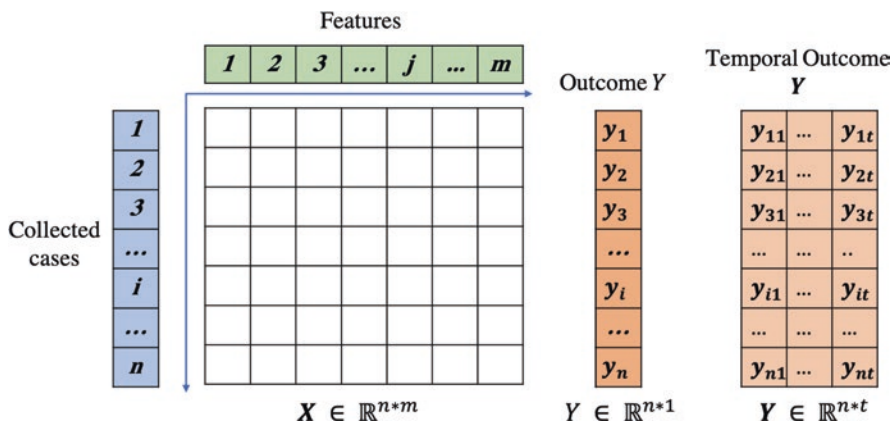 Features
1 2 3 ... j ... m
Temporal Outcome
Y
Outcome Y
Collected
cases
1 y₁ y₁₁ ... y₁ₜ
2 y₂ y₂₁ ... y₂ₜ
3 y₃ y₃₁ ... y₃ₜ
... ... ... ... ..
i yᵢ yᵢ₁ ... yᵢₜ
... ... ... ... ...
n yₙ yₙ₁ ... yₙₜ
X ∈ ℝⁿ*ᵐ Y ∈ ℝⁿ*¹ Y ∈ ℝⁿ*ᵗ